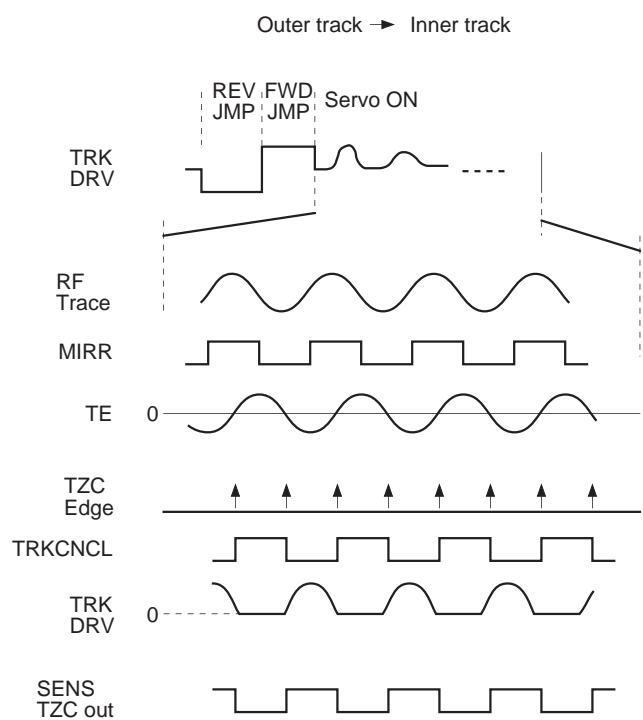 Outer track → Inner track
REV JMP
FWD JMP
Servo ON
TRK DRV
RF Trace
MIRR
TE
0
TZC Edge
TRKCNCL
TRK DRV
0
SENS TZC out